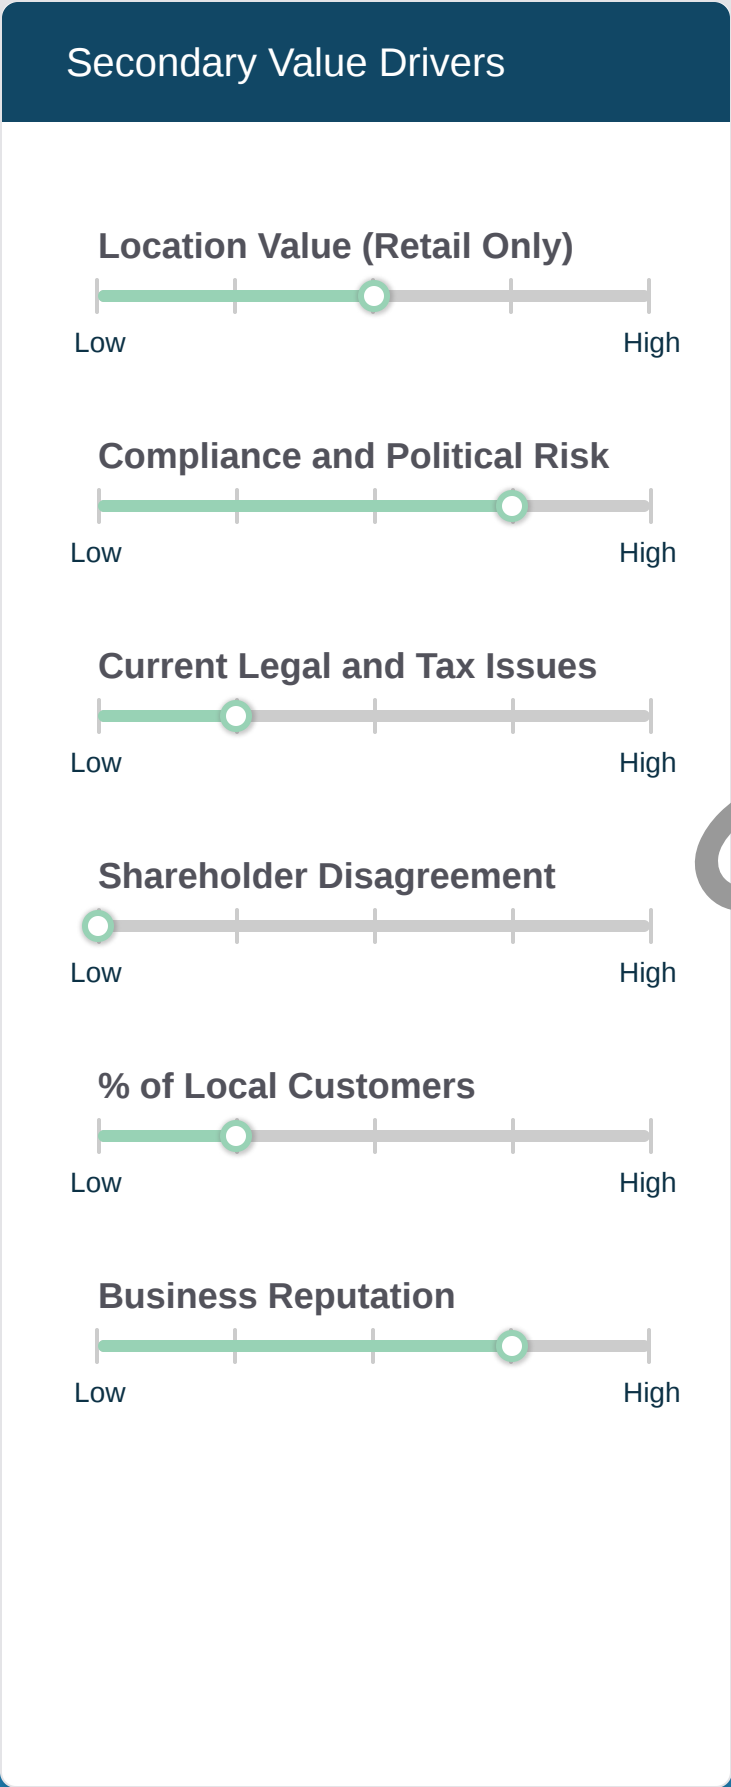 Secondary Value Drivers
Location Value (Retail Only)
Low High
Compliance and Political Risk
Low High
Current Legal and Tax Issues
Low High
Shareholder Disagreement
Low High
% of Local Customers
Low High
Business Reputation
Low High